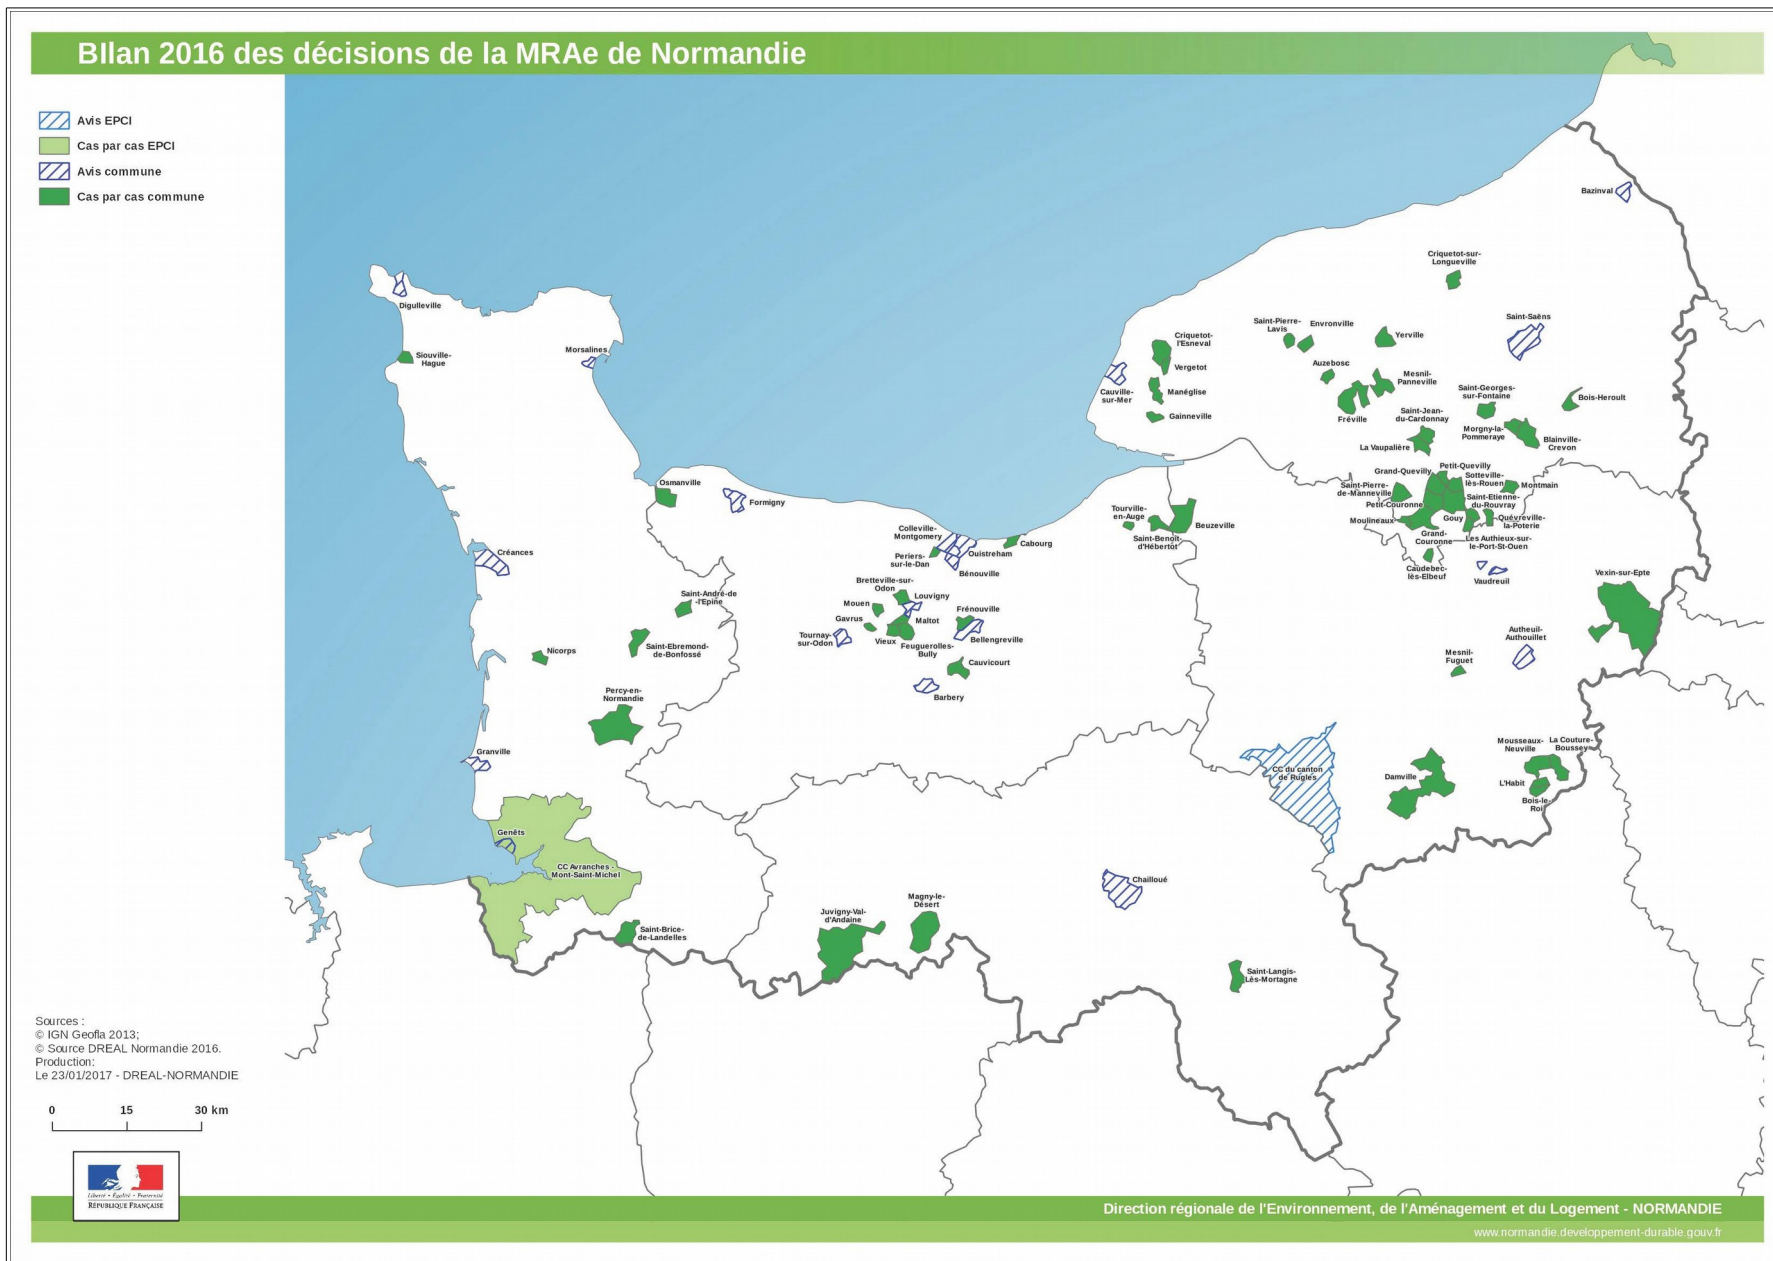 BIlan 2016 des décisions de la MRAe de Normandie
Avis EPCI
Cas par cas EPCI
Avis commune
Cas par cas commune
Bazinval
Criquetot-sur-
Longueville
Digulleville
Siouville-
Hague
Morsalines
Saint-Pierre-
Lavis
Envronville
Yerville
Saint-Saëns
Criquetot-
l'Esneval
Vergetot
Cauville-
sur-Mer
Manéglise
Gainneville
Auzebosc
Mesnil-
Panneville
Fréville
Saint-Georges-
sur-Fontaine
Bois-Heroult
Saint-Jean-
du-Cardonnay
La Vaupalière
Morgny-la-
Pommeraye
Blainville-
Crevon
Grand-Quevilly
Petit-Quevilly
Sotteville-
lès-Rouen
Montmain
Saint-Pierre-
de-Manneville
Petit-Couronne
Saint-Etienne-
du-Rouvray
Moulineaux
Gouy
Quévreville-
la-Poterie
Grand-
Couronne
Les Authieux-sur-
le-Port-St-Ouen
Caudebec-
lès-Elbeuf
Vaudreuil
Vexin-sur-Epte
Osmanville
Formigny
Tourville-
en-Auge
Beuzeville
Saint-Benoît-
d'Hébertot
Colleville-
Montgomery
Cabourg
Ouistreham
Periers-
sur-le-Dan
Bénouville
Créances
Bretteville-sur-
Odon
Louvigny
Mouen
Frénouville
Gavrus
Maltot
Tournay-
sur-Odon
Vieux
Feuguerolles-
Bully
Bellengreville
Cauvicourt
Barbery
Saint-André-de
-l'Epine
Saint-Ebremond-
de-Bonfossé
Nicorps
Percy-en-
Normandie
Autheuil-
Authouillet
Mesnil-
Fuguet
Granville
Mousseaux-
Neuville
La Couture-
Boussey
CC du canton
de Rugles
Damville
L'Habit
Bois-le-
Roi
Genêts
CC Avranches -
Mont-Saint-Michel
Chailloué
Juvigny-Val-
d'Andaine
Magny-le-
Désert
Saint-Brice-
de-Landelles
Saint-Langis-
Lès-Mortagne
Sources :
© IGN Geofla 2013;
© Source DREAL Normandie 2016.
Production:
Le 23/01/2017 - DREAL-NORMANDIE
0 15 30 km
Liberté • Égalité • Fraternité
RÉPUBLIQUE FRANÇAISE
Direction régionale de l'Environnement, de l'Aménagement et du Logement - NORMANDIE
www.normandie.developpement-durable.gouv.fr